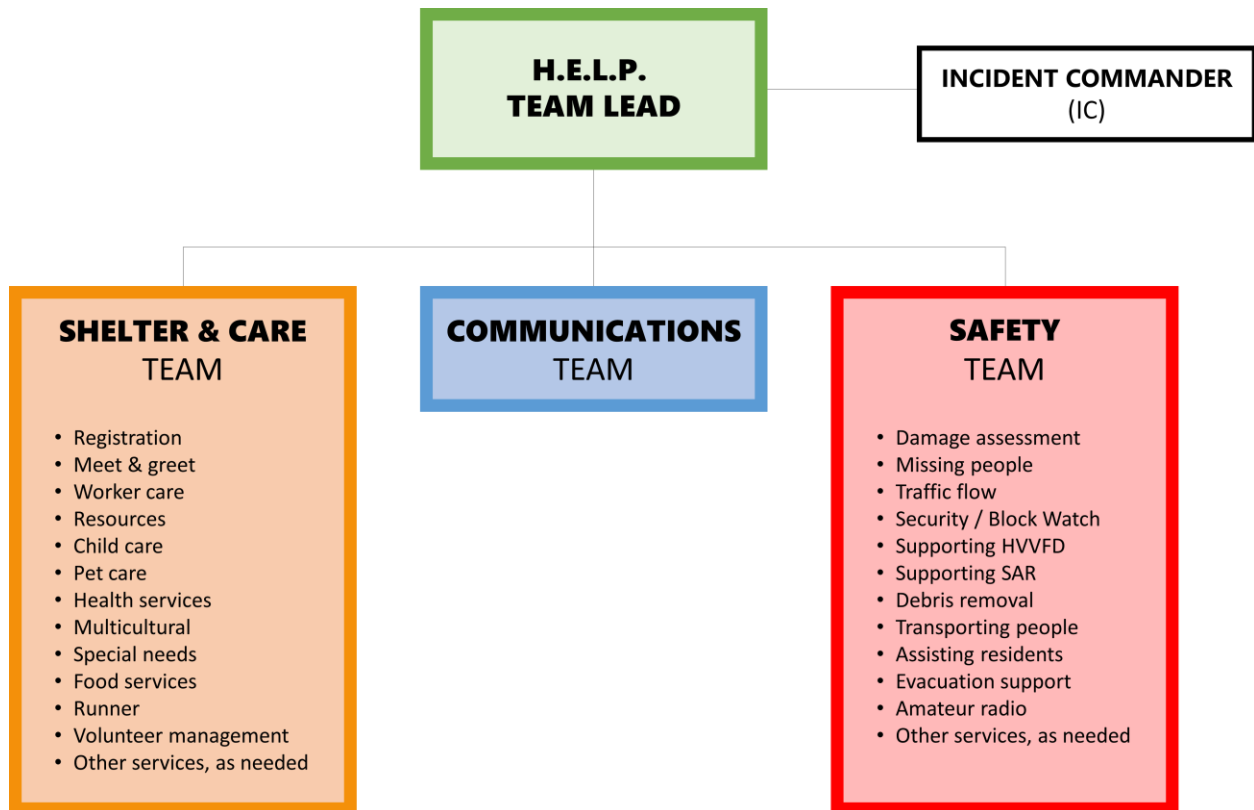 H.E.L.P.
TEAM LEAD
INCIDENT COMMANDER
(IC)
SHELTER & CARE
TEAM
• Registration
• Meet & greet
• Worker care
• Resources
• Child care
• Pet care
• Health services
• Multicultural
• Special needs
• Food services
• Runner
• Volunteer management
• Other services, as needed
COMMUNICATIONS
TEAM
SAFETY
TEAM
• Damage assessment
• Missing people
• Traffic flow
• Security / Block Watch
• Supporting HVVFD
• Supporting SAR
• Debris removal
• Transporting people
• Assisting residents
• Evacuation support
• Amateur radio
• Other services, as needed